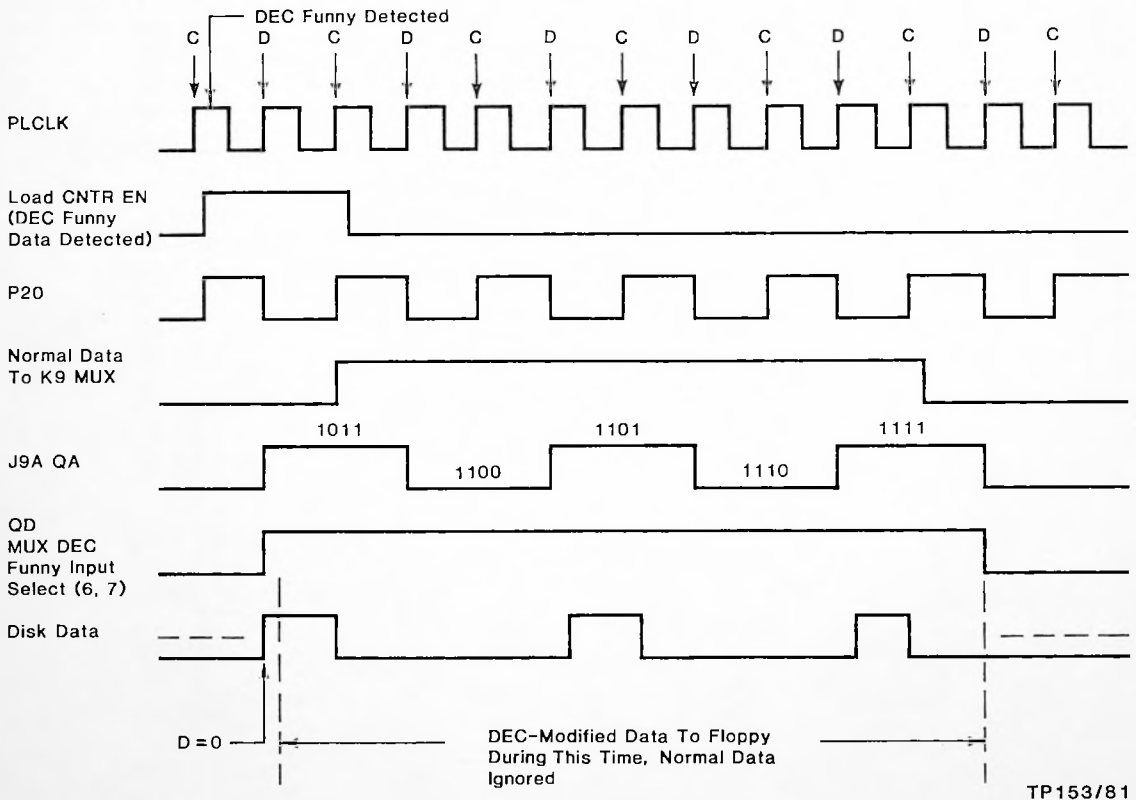 DEC Funny Detected
C D C D C D C D C D C D C
PLCLK
Load CNTR EN
(DEC Funny
Data Detected)
P20
Normal Data
To K9 MUX
1011 1101 1111
J9A QA
1100 1110
QD
MUX DEC
Funny Input
Select (6, 7)
Disk Data
D=0
DEC-Modified Data To Floppy
During This Time, Normal Data
Ignored
TP153/81